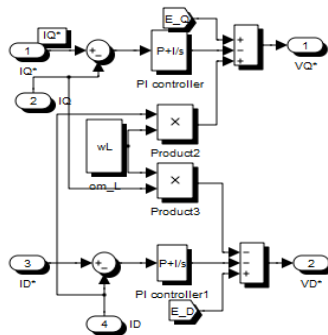 E_Q
IQ*
1
IQ*
+
-
P+I/s
PI controller
+
-
+
1
VQ*
2
IQ
wL
om_L
×
Product2
×
Product3
3
ID*
+
-
P+I/s
PI controller1
-
-
+
2
VD*
E_D
4
ID